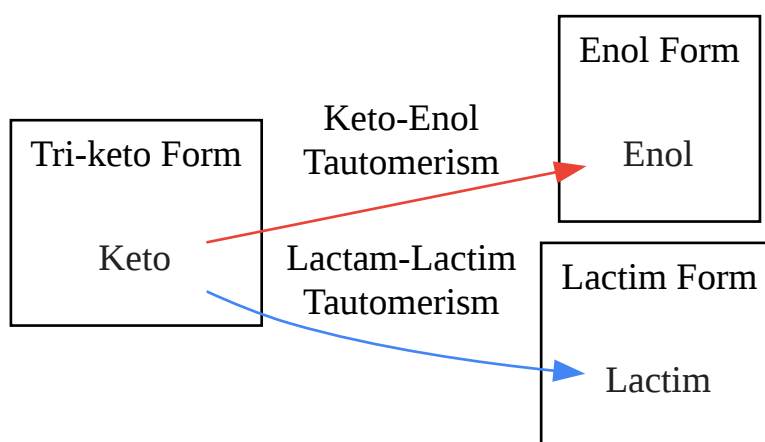 Tri-keto Form
Keto
Keto-Enol
Tautomerism
Lactam-Lactim
Tautomerism
Enol Form
Enol
Lactim Form
Lactim